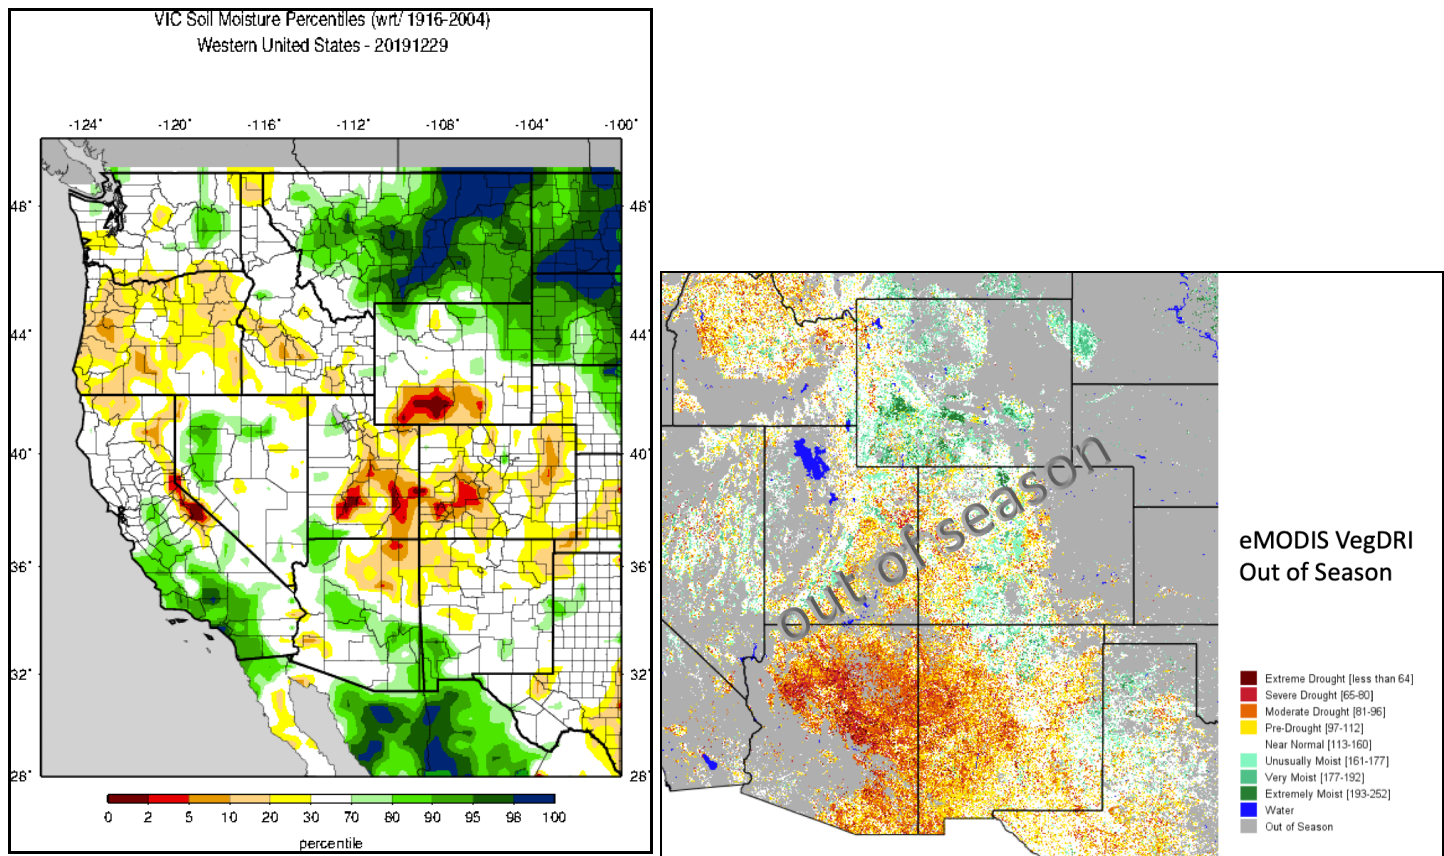 VIC Soil Moisture Percentiles (wrt/ 1916-2004)
Western United States - 20191229
-124° -120° -116° -112° -108° -104° -100°
48° 48°
44° 44°
40° 40°
36° 36°
32° 32°
28° 28°
0 2 5 10 20 30 70 80 90 95 98 100
percentile
out of season
eMODIS VegDRI
Out of Season
Extreme Drought [less than 64]
Severe Drought [65-80]
Moderate Drought [81-96]
Pre-Drought [97-112]
Near Normal [113-160]
Unusually Moist [161-177]
Very Moist [177-192]
Extremely Moist [193-252]
Water
Out of Season